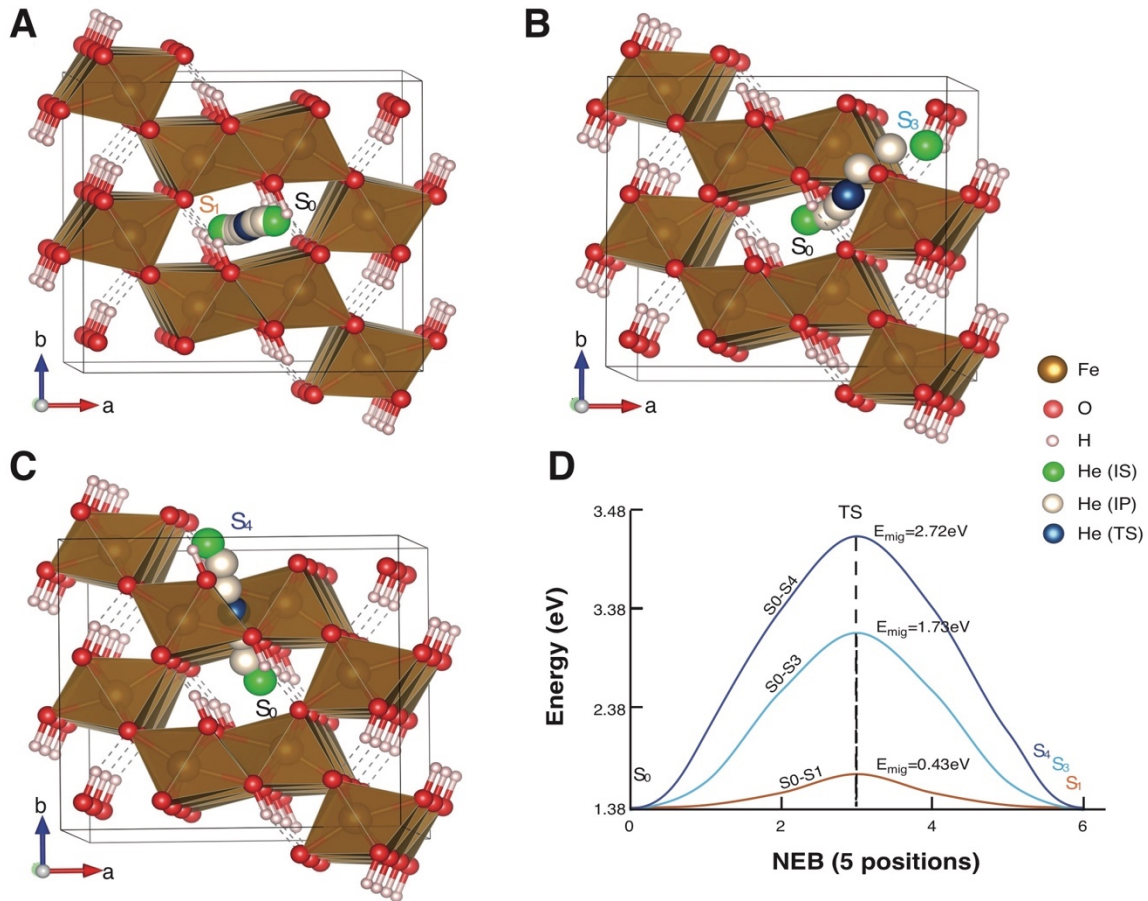 A
S1
S0
b
a
B
S3
S0
b
a
Fe
O
H
He (IS)
He (IP)
He (TS)
C
S4
S0
b
a
D
3.48
3.38
2.38
1.38
Energy (eV)
TS
Emig=2.72eV
S0-S4
Emig=1.73eV
S0-S3
Emig=0.43eV
S0-S1
S0
S4
S3
S1
0
2
4
6
NEB (5 positions)